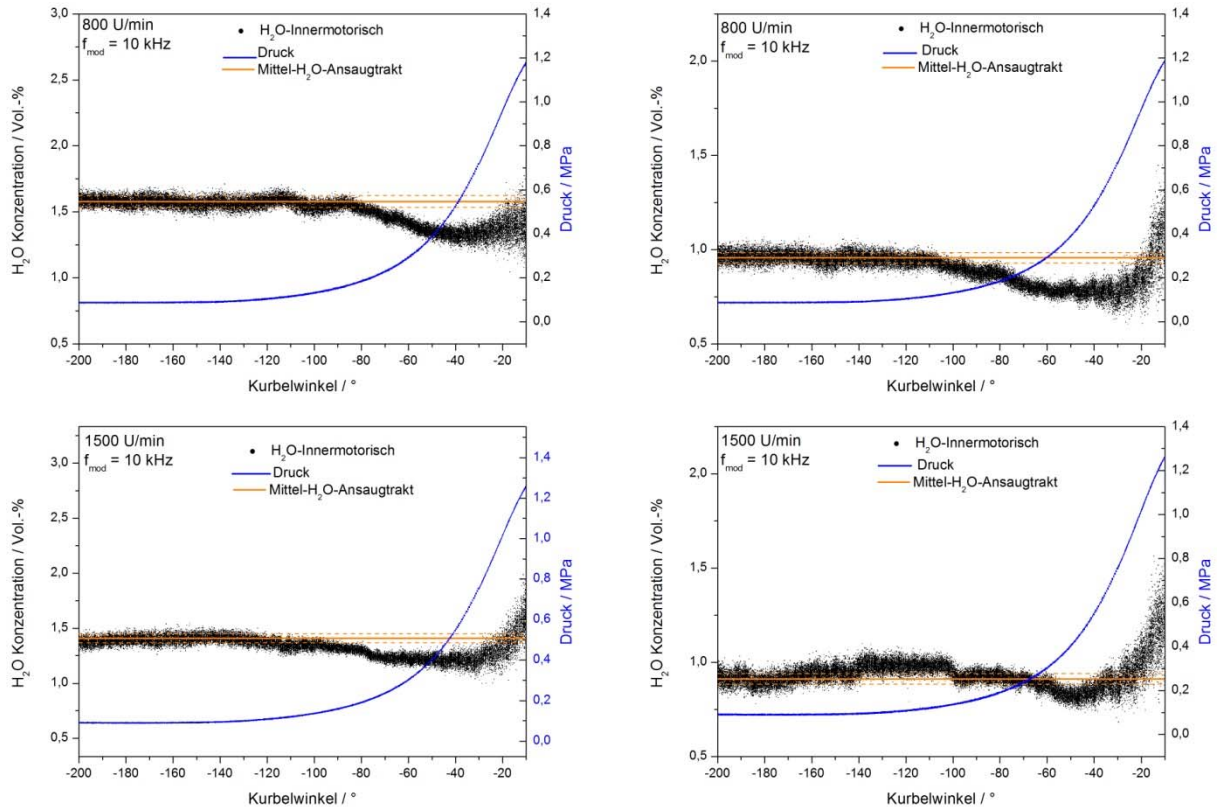 800 U/min
f_mod = 10 kHz
H₂O-Innermotorisch
Druck
Mittel-H₂O-Ansaugtrakt
3,0
2,5
2,0
1,5
1,0
0,5
H₂O Konzentration / Vol.-%
1,4
1,2
1,0
0,8
0,6
0,4
0,2
0,0
Druck / MPa
-200 -180 -160 -140 -120 -100 -80 -60 -40 -20
Kurbelwinkel / °
800 U/min
f_mod = 10 kHz
H₂O-Innermotorisch
Druck
Mittel-H₂O-Ansaugtrakt
2,0
1,5
1,0
0,5
H₂O Konzentration / Vol.-%
1,4
1,2
1,0
0,8
0,6
0,4
0,2
0,0
Druck / MPa
-200 -180 -160 -140 -120 -100 -80 -60 -40 -20
Kurbelwinkel / °
1500 U/min
f_mod = 10 kHz
H₂O-Innermotorisch
Druck
Mittel-H₂O-Ansaugtrakt
3,0
2,5
2,0
1,5
1,0
0,5
H₂O Konzentration / Vol.-%
1,4
1,2
1,0
0,8
0,6
0,4
0,2
0,0
Druck / MPa
-200 -180 -160 -140 -120 -100 -80 -60 -40 -20
Kurbelwinkel / °
1500 U/min
f_mod = 10 kHz
H₂O-Innermotorisch
Druck
Mittel-H₂O-Ansaugtrakt
2,0
1,5
1,0
0,5
H₂O Konzentration / Vol.-%
1,4
1,2
1,0
0,8
0,6
0,4
0,2
0,0
Druck / MPa
-200 -180 -160 -140 -120 -100 -80 -60 -40 -20
Kurbelwinkel / °